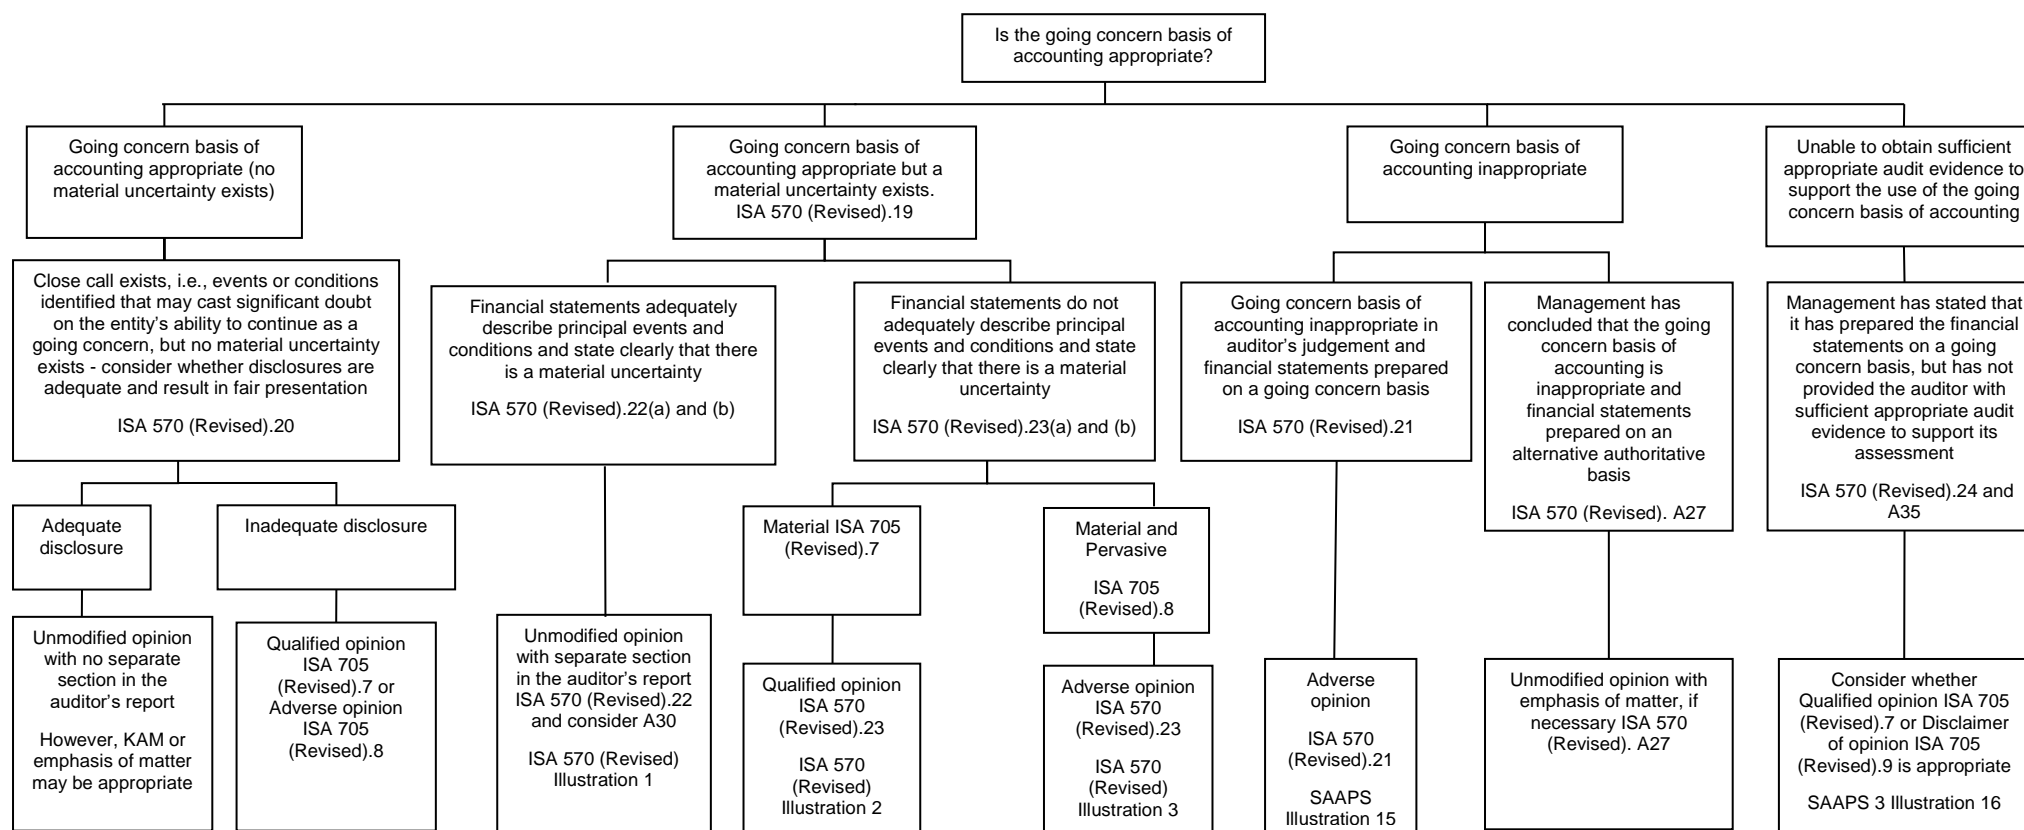 Is the going concern basis of
accounting appropriate?
Going concern basis of
accounting appropriate (no
material uncertainty exists)
Going concern basis of
accounting appropriate but a
material uncertainty exists.
ISA 570 (Revised).19
Going concern basis of
accounting inappropriate
Unable to obtain sufficient
appropriate audit evidence to
support the use of the going
concern basis of accounting
Close call exists, i.e., events or conditions
identified that may cast significant doubt
on the entity's ability to continue as a
going concern, but no material uncertainty
exists - consider whether disclosures are
adequate and result in fair presentation
ISA 570 (Revised).20
Financial statements adequately
describe principal events and
conditions and state clearly that there
is a material uncertainty
ISA 570 (Revised).22(a) and (b)
Financial statements do not
adequately describe principal
events and conditions and state
clearly that there is a material
uncertainty
ISA 570 (Revised).23(a) and (b)
Going concern basis of
accounting inappropriate in
auditor's judgement and
financial statements prepared
on a going concern basis
ISA 570 (Revised).21
Management has
concluded that the going
concern basis of
accounting is
inappropriate and
financial statements
prepared on an
alternative authoritative
basis
ISA 570 (Revised). A27
Management has stated that
it has prepared the financial
statements on a going
concern basis, but has not
provided the auditor with
sufficient appropriate audit
evidence to support its
assessment
ISA 570 (Revised).24 and
A35
Adequate
disclosure
Inadequate disclosure
Material ISA 705
(Revised).7
Material and
Pervasive
ISA 705
(Revised).8
Unmodified opinion
with no separate
section in the
auditor's report
However, KAM or
emphasis of matter
may be appropriate
Qualified opinion
ISA 705
(Revised).7 or
Adverse opinion
ISA 705
(Revised).8
Unmodified opinion
with separate section
in the auditor's report
ISA 570 (Revised).22
and consider A30
ISA 570 (Revised)
Illustration 1
Qualified opinion
ISA 570
(Revised).23
ISA 570
(Revised)
Illustration 2
Adverse opinion
ISA 570
(Revised).23
ISA 570
(Revised)
Illustration 3
Adverse
opinion
ISA 570
(Revised).21
SAAPS
Illustration 15
Unmodified opinion with
emphasis of matter, if
necessary ISA 570
(Revised). A27
Consider whether
Qualified opinion ISA 705
(Revised).7 or Disclaimer
of opinion ISA 705
(Revised).9 is appropriate
SAAPS 3 Illustration 16